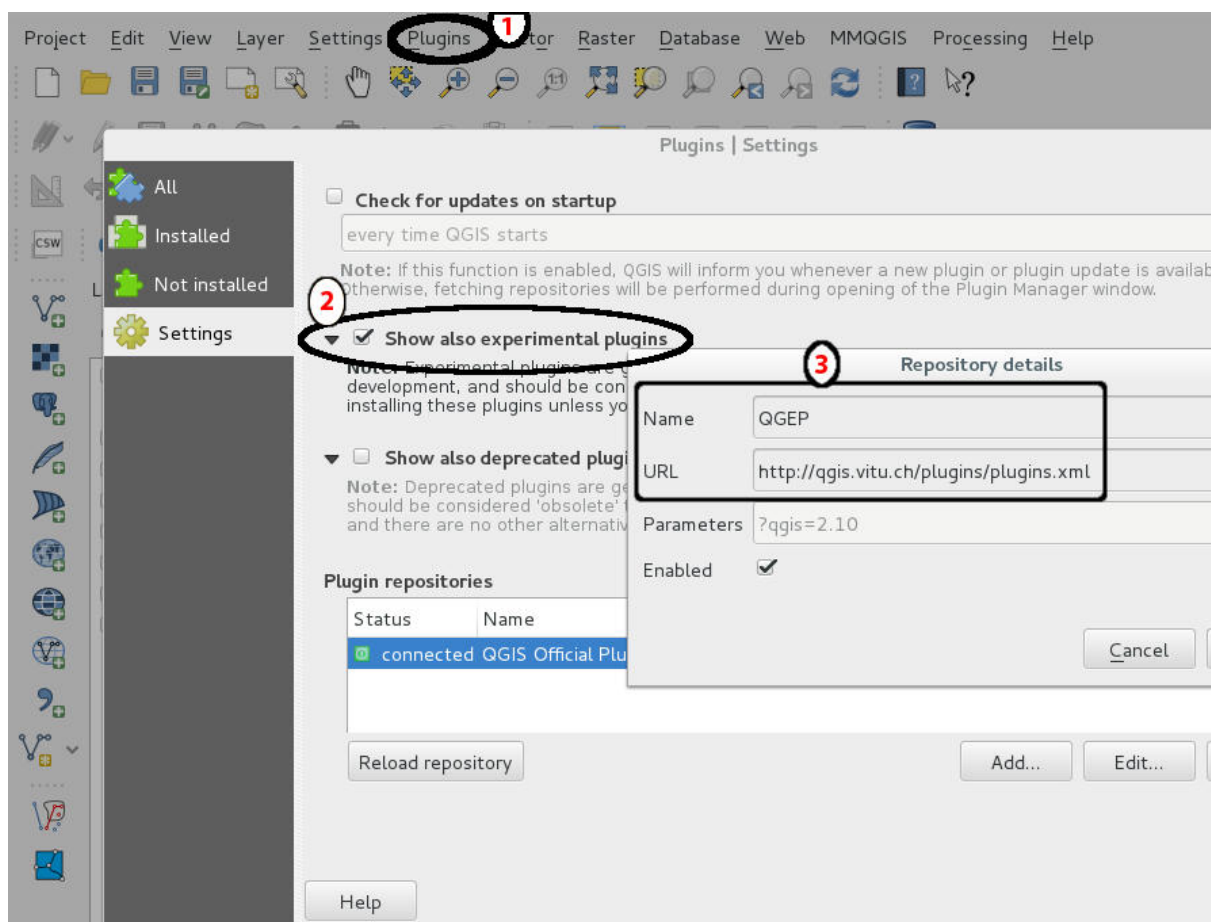 1
Project Edit View Layer Settings Plugins tor Raster Database Web MMQGIS Processing Help
1:1
?
?
Plugins | Settings
All
Installed
Not installed
Settings
CSW
L
Check for updates on startup
every time QGIS starts
Note: If this function is enabled, QGIS will inform you whenever a new plugin or plugin update is availab
otherwise, fetching repositories will be performed during opening of the Plugin Manager window.
2
Show also experimental plugins
Note: Experimental plugins are g
development, and should be con
installing these plugins unless yo
Show also deprecated plugi
Note: Deprecated plugins are ge
should be considered 'obsolete'
and there are no other alternativ
3
Repository details
Name QGEP
URL http://qgis.vitu.ch/plugins/plugins.xml
Parameters ?qgis=2.10
Enabled
Cancel
Plugin repositories
Status Name
connected QGIS Official Plu
Reload repository
Add...
Edit...
Help